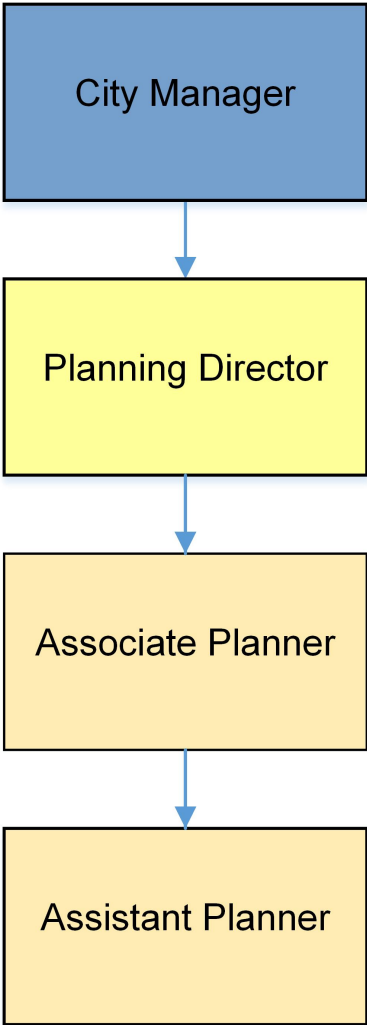 City Manager
Planning Director
Associate Planner
Assistant Planner